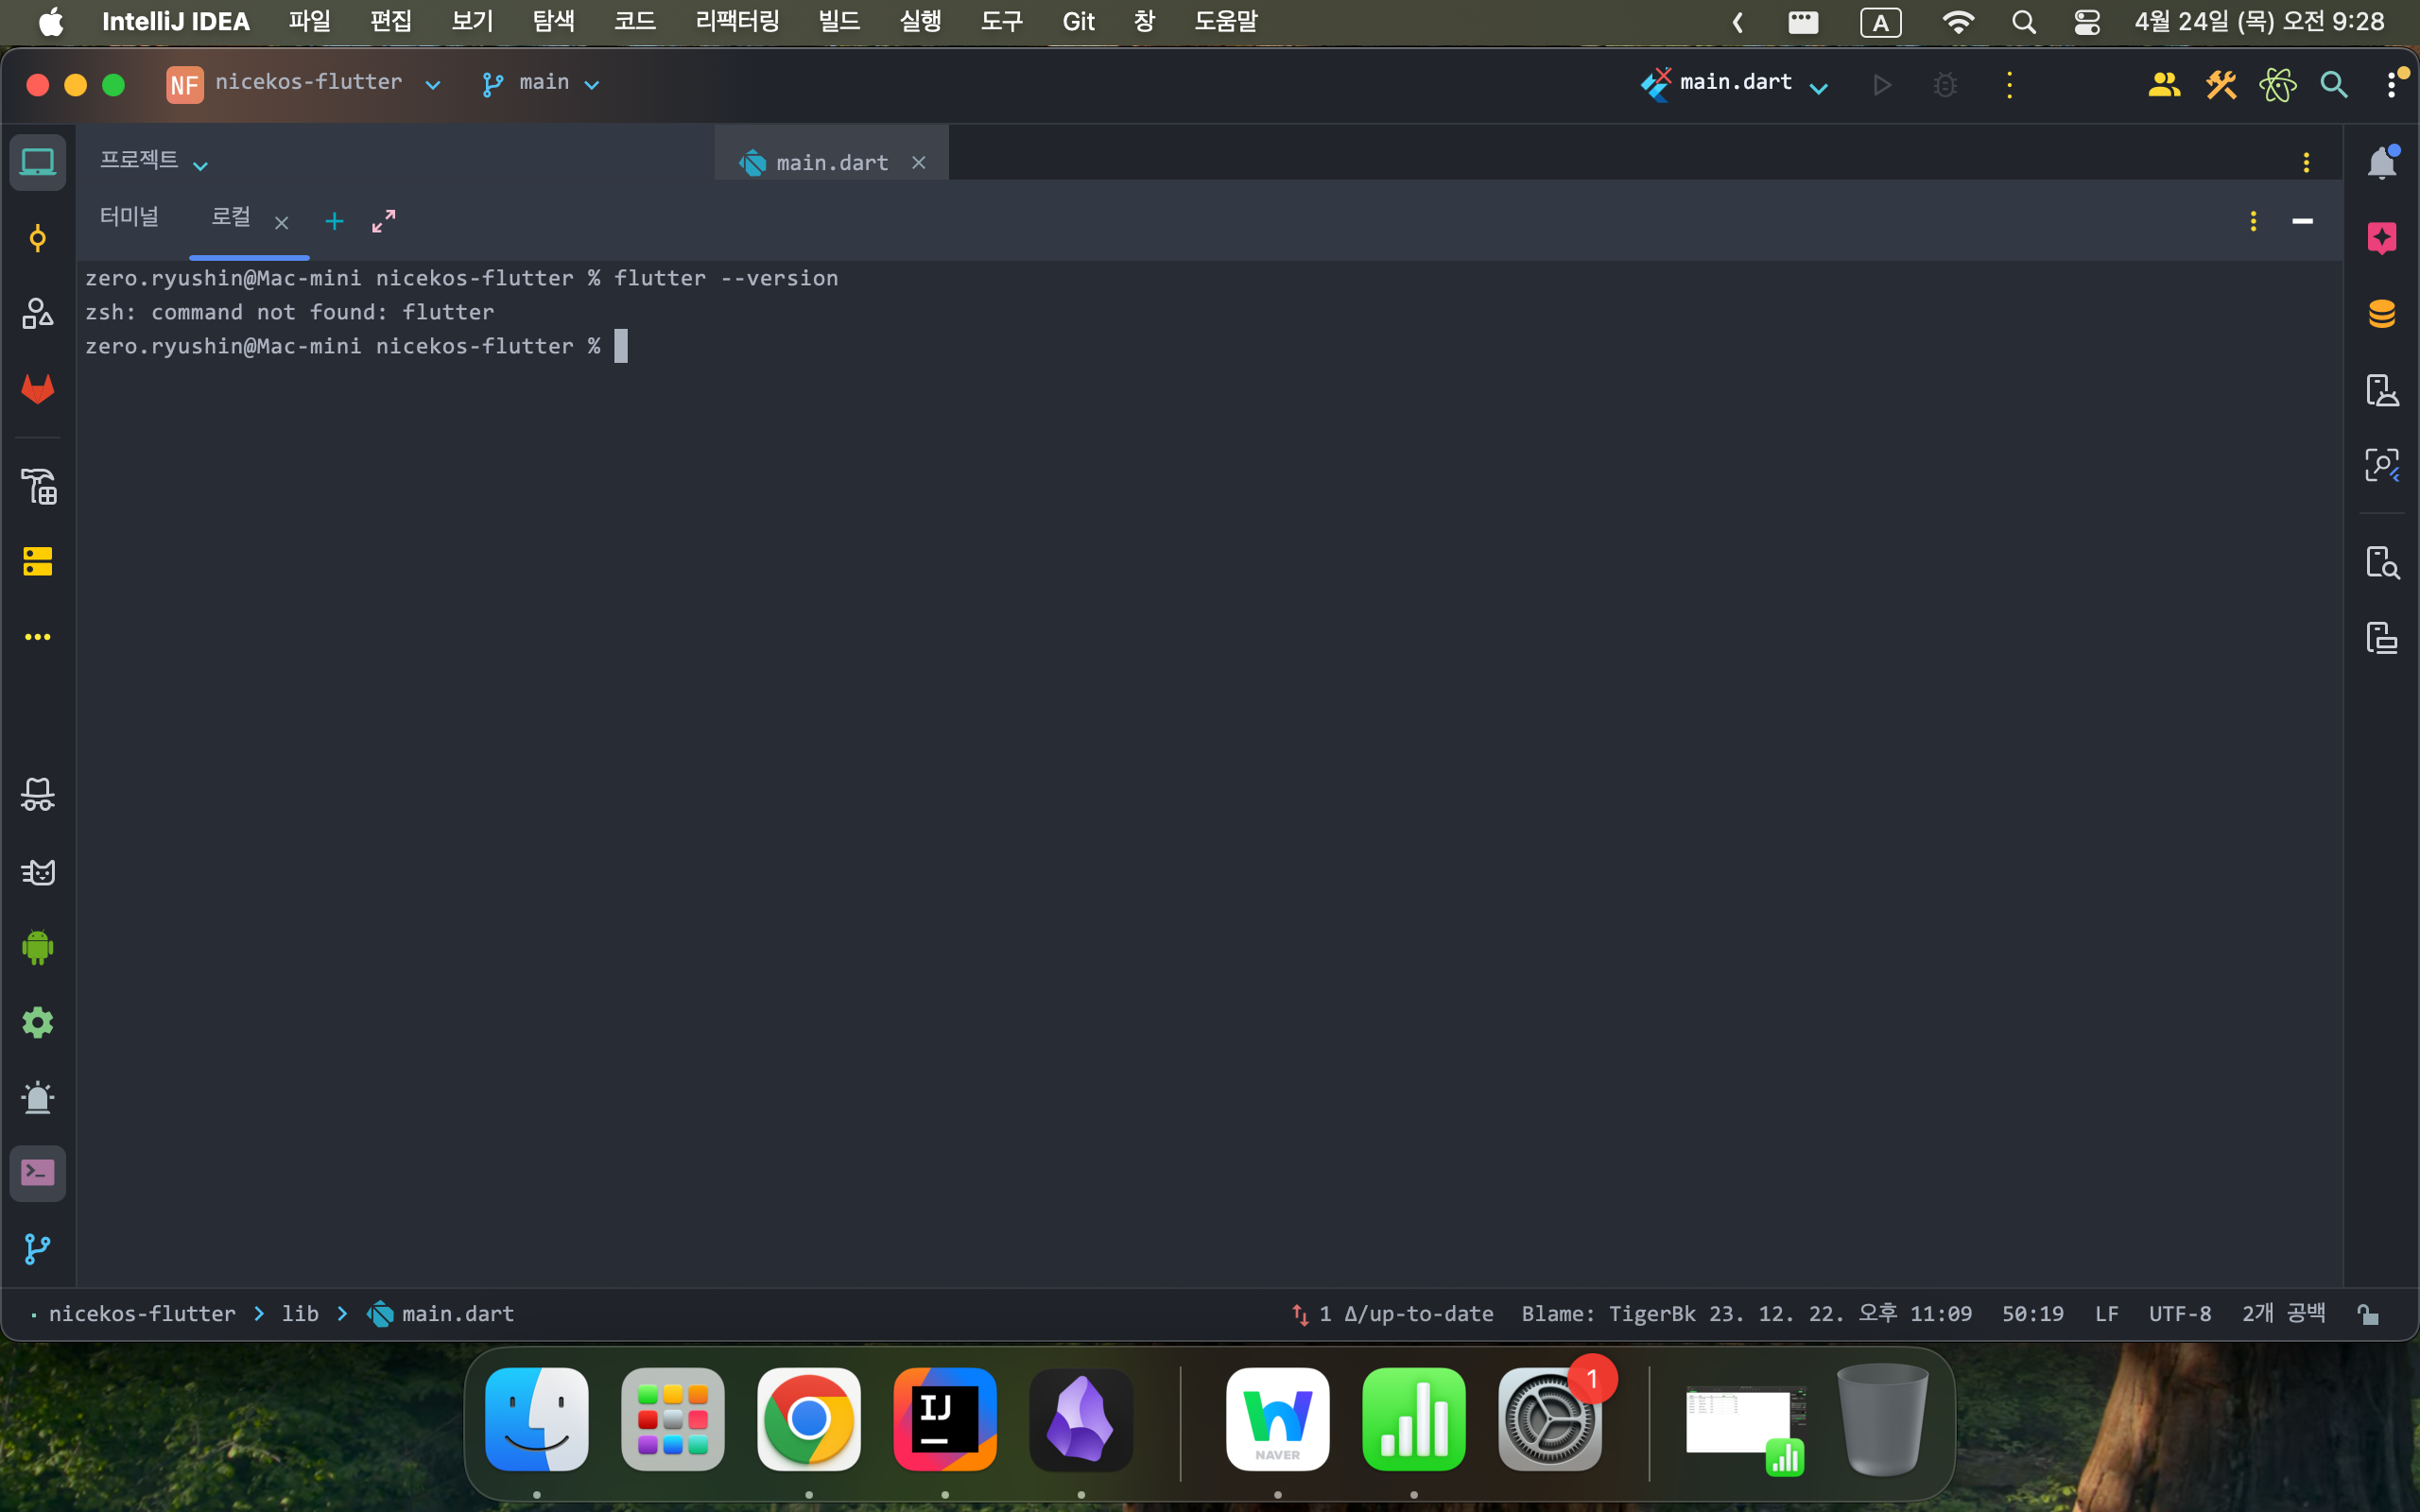 IntelliJ IDEA 파일 편집 보기 탐색 코드 리팩터링 빌드 실행 도구 Git 창 도움말 A 4월 24일 (목) 오전 9:28
NF nicekos-flutter main main.dart
프로젝트 main.dart
터미널 로컬
zero.ryushin@Mac-mini nicekos-flutter % flutter --version
zsh: command not found: flutter
zero.ryushin@Mac-mini nicekos-flutter %
nicekos-flutter > lib > main.dart 1 Δ/up-to-date Blame: TigerBk 23. 12. 22. 오후 11:09 50:19 LF UTF-8 2개 공백
IJ
NAVER
1